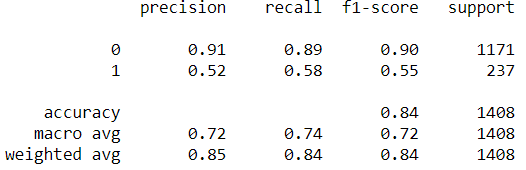 precision recall f1-score support
0 0.91 0.89 0.90 1171
1 0.52 0.58 0.55 237
accuracy 0.84 1408
macro avg 0.72 0.74 0.72 1408
weighted avg 0.85 0.84 0.84 1408